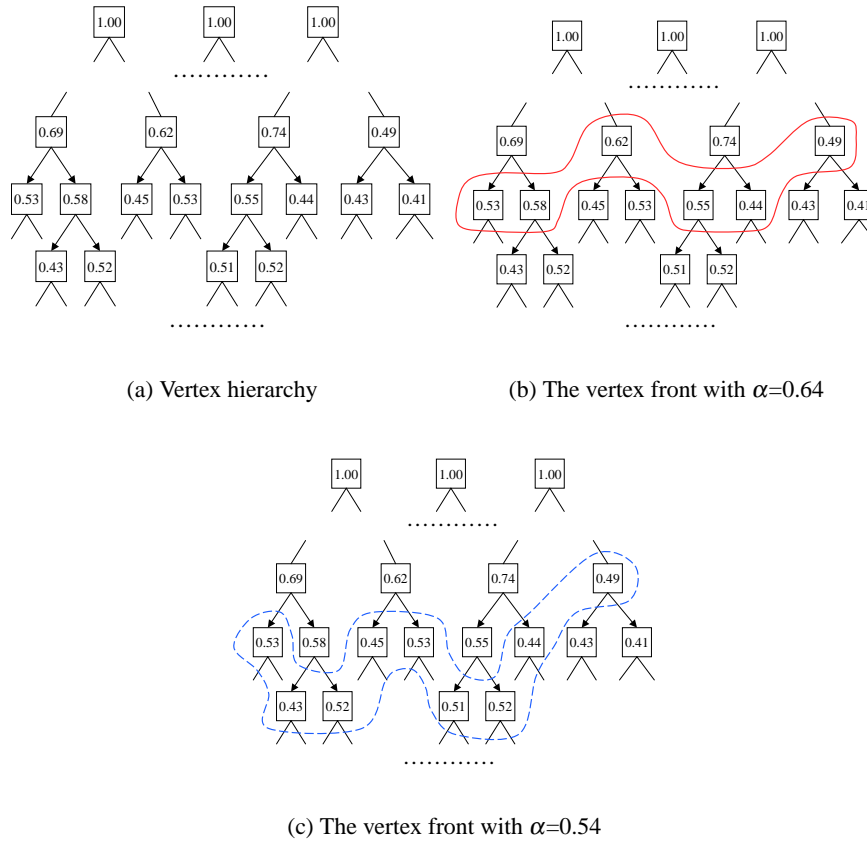 1.00 1.00 1.00
............
0.69 0.62 0.74 0.49
0.53 0.58 0.45 0.53 0.55 0.44 0.43 0.41
0.43 0.52 0.51 0.52
............
(a) Vertex hierarchy
1.00 1.00 1.00
............
0.69 0.62 0.74 0.49
0.53 0.58 0.45 0.53 0.55 0.44 0.43 0.41
0.43 0.52 0.51 0.52
............
(b) The vertex front with α=0.64
1.00 1.00 1.00
............
0.69 0.62 0.74 0.49
0.53 0.58 0.45 0.53 0.55 0.44 0.43 0.41
0.43 0.52 0.51 0.52
............
(c) The vertex front with α=0.54